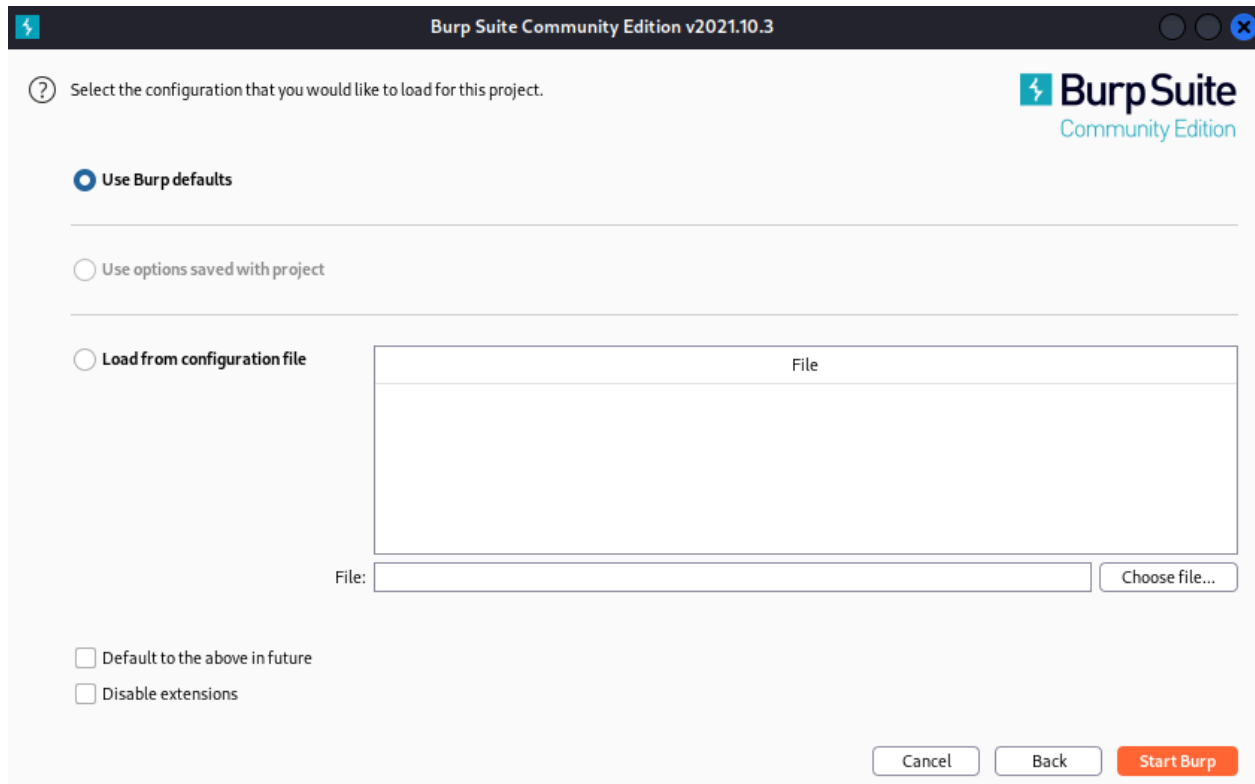 Burp Suite Community Edition v2021.10.3
? Select the configuration that you would like to load for this project.
Burp Suite
Community Edition
Use Burp defaults
Use options saved with project
Load from configuration file
File
File:
Choose file...
Default to the above in future
Disable extensions
Cancel Back Start Burp